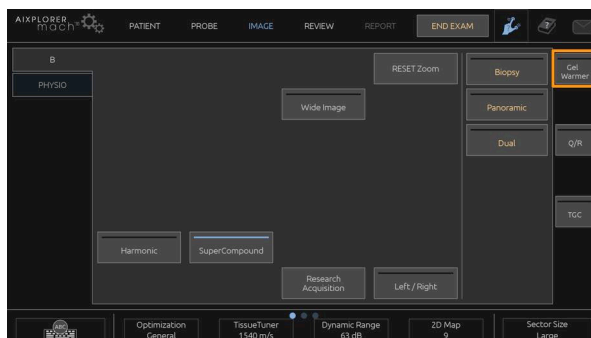 AIXPLORER
mach
PATIENT
PROBE
IMAGE
REVIEW
REPORT
END EXAM
B
PHYSIO
RESET Zoom
Biopsy
Gel
Warmer
Wide Image
Panoramic
Dual
Q/R
TGC
Harmonic
SuperCompound
Research
Acquisition
Left / Right
ABC
Optimization
General
TissueTuner
1540 m/s
Dynamic Range
63 dB
2D Map
9
Sector Size
Large